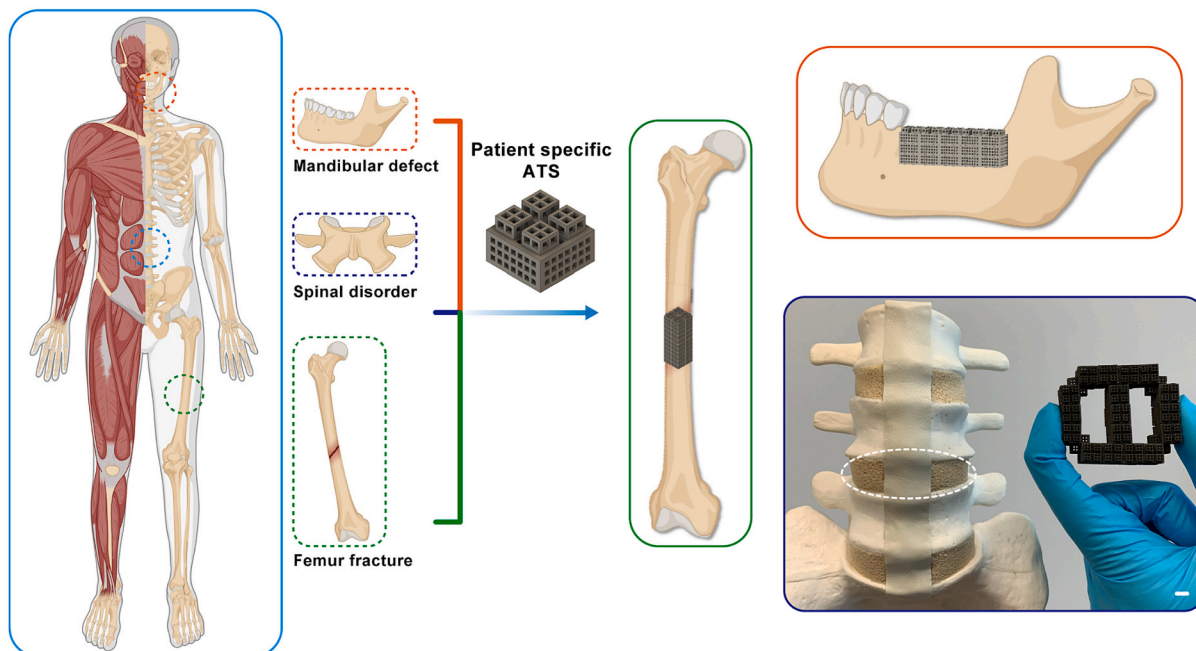 Mandibular defect
Spinal disorder
Femur fracture
Patient specific
ATS